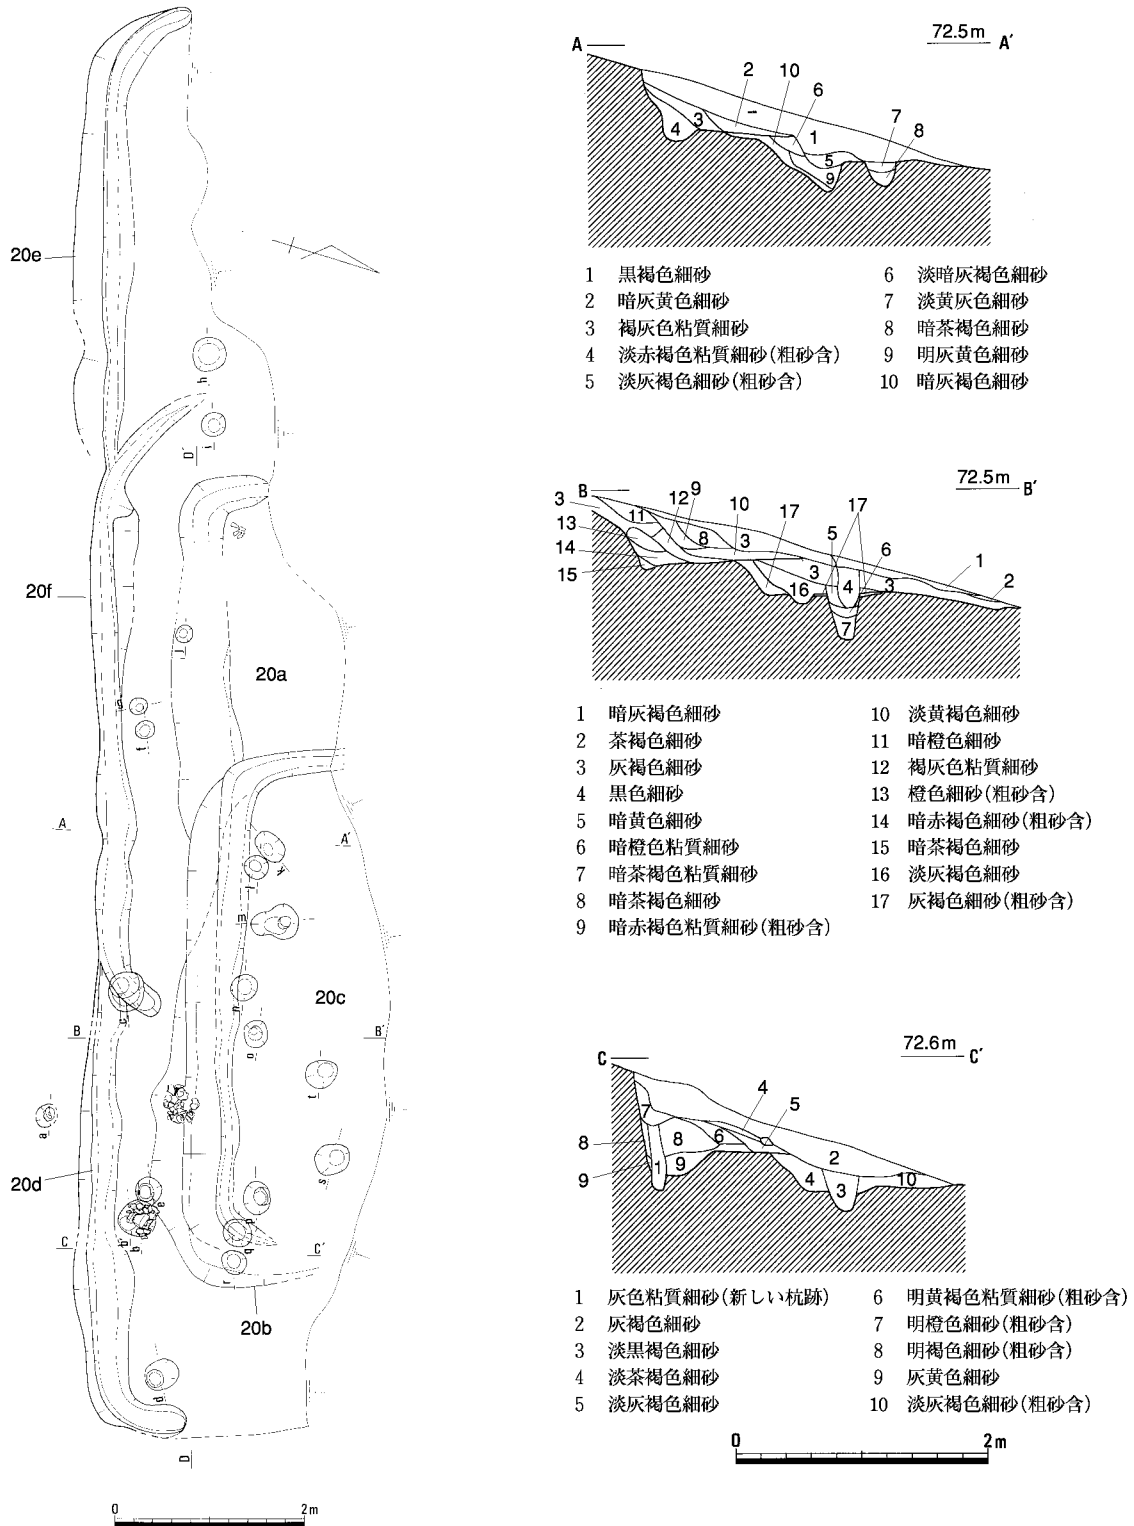 20e
20f
20a
20c
20d
20b
A
A´
B
B´
C
C´
D´
D
0 2m
A 72.5m A´
2 10 6 7 8
3 4 1 5 9
1 黒褐色細砂
2 暗灰黄色細砂
3 褐灰色粘質細砂
4 淡赤褐色粘質細砂(粗砂含)
5 淡灰褐色細砂(粗砂含)
6 淡暗灰褐色細砂
7 淡黄灰色細砂
8 暗茶褐色細砂
9 明灰黄色細砂
10 暗灰褐色細砂
B 72.5m B´
3 11 12 9 10 17 5 17 6 1 2
13 14 15 8 3 3 16 4 3 7
1 暗灰褐色細砂
2 茶褐色細砂
3 灰褐色細砂
4 黒色細砂
5 暗黄色細砂
6 暗橙色粘質細砂
7 暗茶褐色粘質細砂
8 暗茶褐色細砂
9 暗赤褐色粘質細砂(粗砂含)
10 淡黄褐色細砂
11 暗橙色細砂
12 褐灰色粘質細砂
13 橙色細砂(粗砂含)
14 暗赤褐色細砂(粗砂含)
15 暗茶褐色細砂
16 淡灰褐色細砂
17 灰褐色細砂(粗砂含)
C 72.6m C´
7 4 5
8 8 6 2
9 1 9 4 3 10
1 灰色粘質細砂(新しい杭跡)
2 灰褐色細砂
3 淡黒褐色細砂
4 淡茶褐色細砂
5 淡灰褐色細砂
6 明黄褐色粘質細砂(粗砂含)
7 明橙色細砂(粗砂含)
8 明褐色細砂(粗砂含)
9 灰黄色細砂
10 淡灰褐色細砂(粗砂含)
0 2m